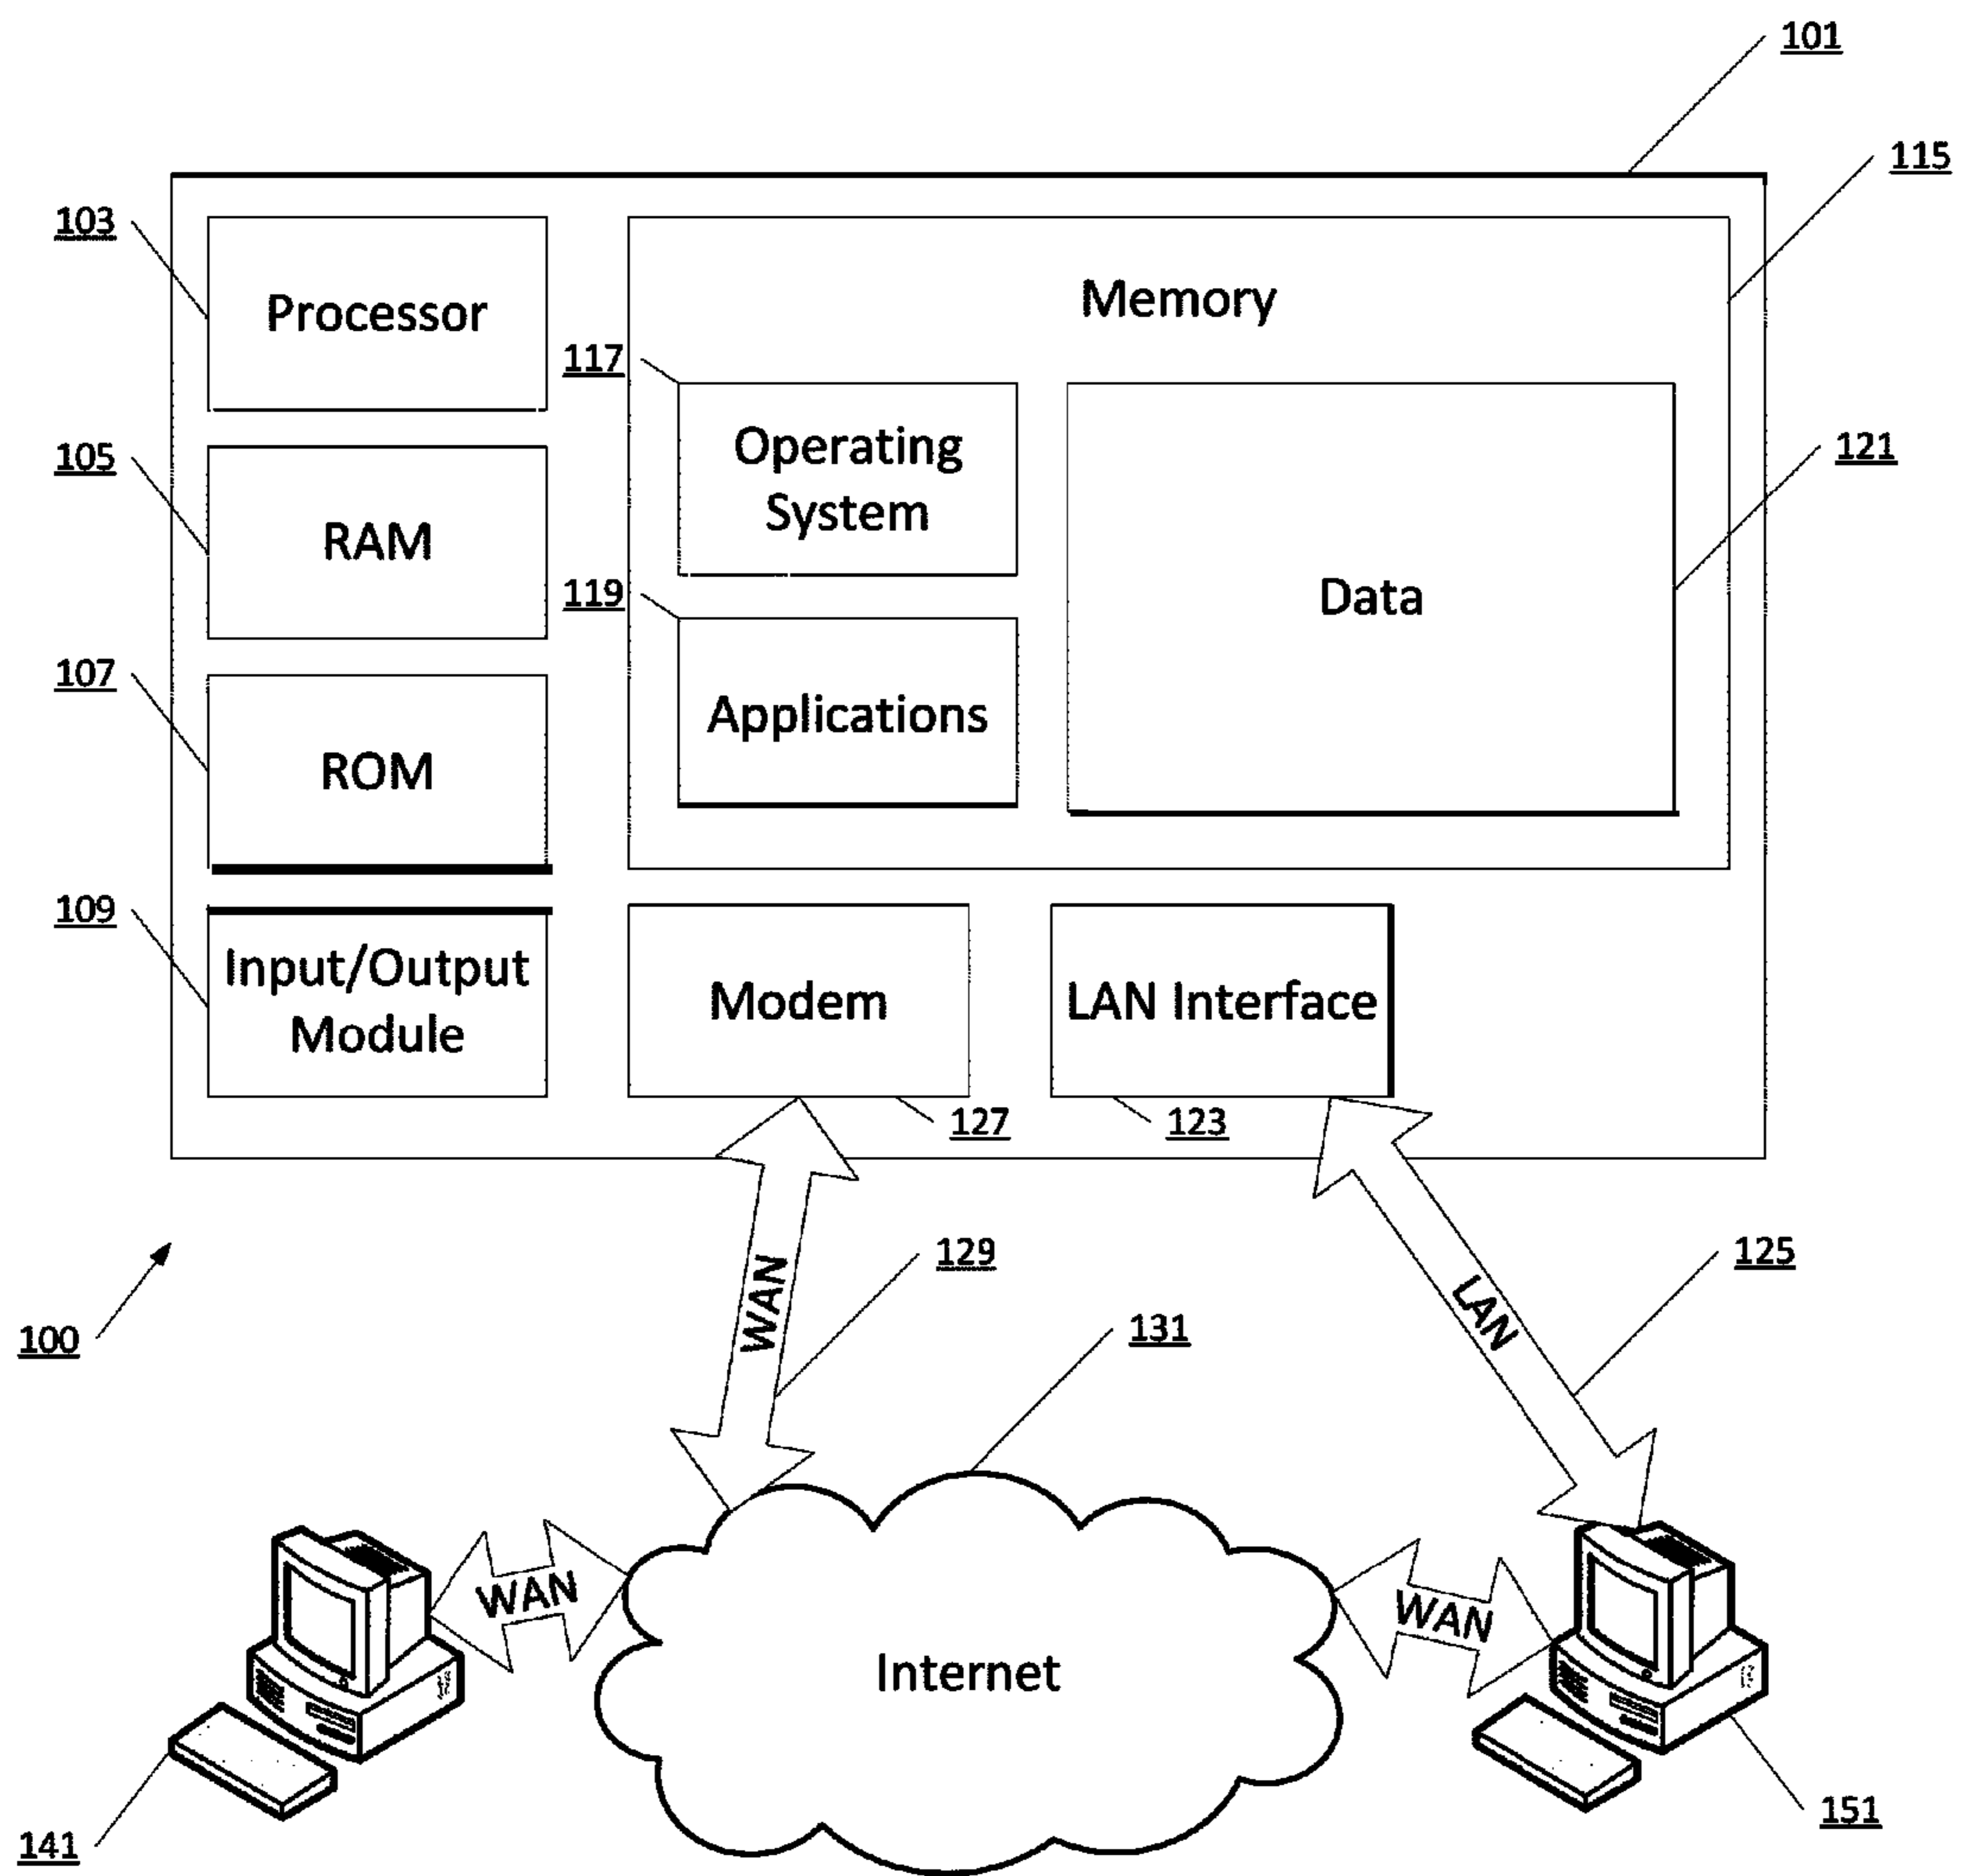 101
115
103
Processor
Memory
117
105
Operating
System
121
RAM
119
Data
107
Applications
ROM
109
Input/Output
Module
Modem
LAN Interface
127
123
129
125
WAN
LAN
100
131
WAN
WAN
Internet
141
151